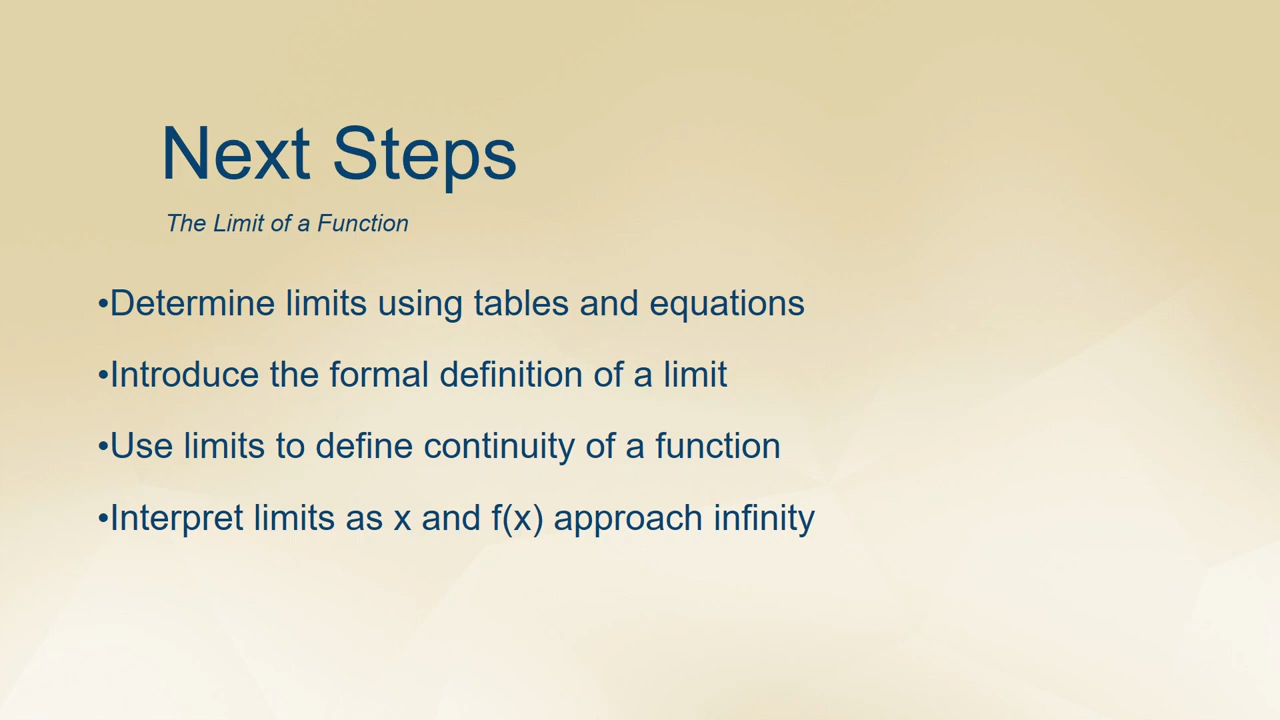 Next Steps
The Limit of a Function
•Determine limits using tables and equations
•Introduce the formal definition of a limit
•Use limits to define continuity of a function
•Interpret limits as x and f(x) approach infinity